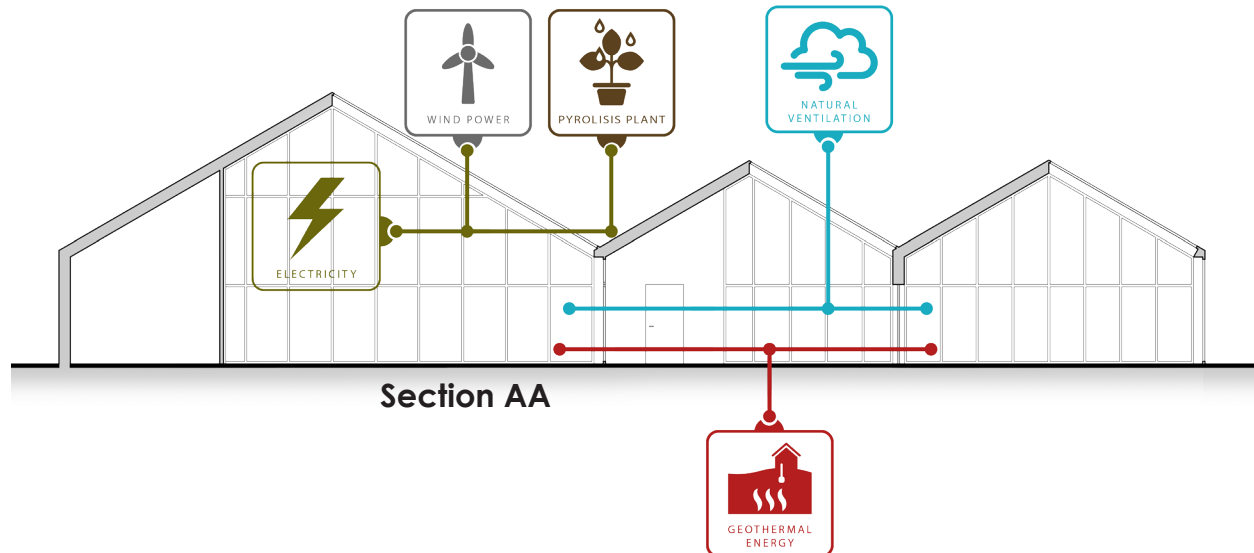 WIND POWER
PYROLISIS PLANT
NATURAL
VENTILATION
ELECTRICITY
Section AA
GEOTHERMAL
ENERGY